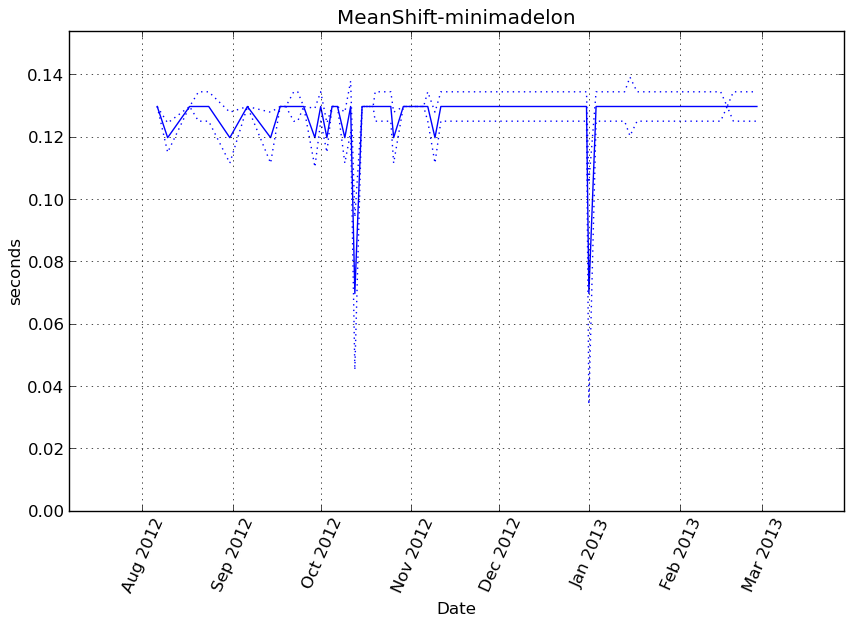 MeanShift-minimadelon
seconds
0.14
0.12
0.10
0.08
0.06
0.04
0.02
0.00
Aug 2012
Sep 2012
Oct 2012
Nov 2012
Dec 2012
Jan 2013
Feb 2013
Mar 2013
Date